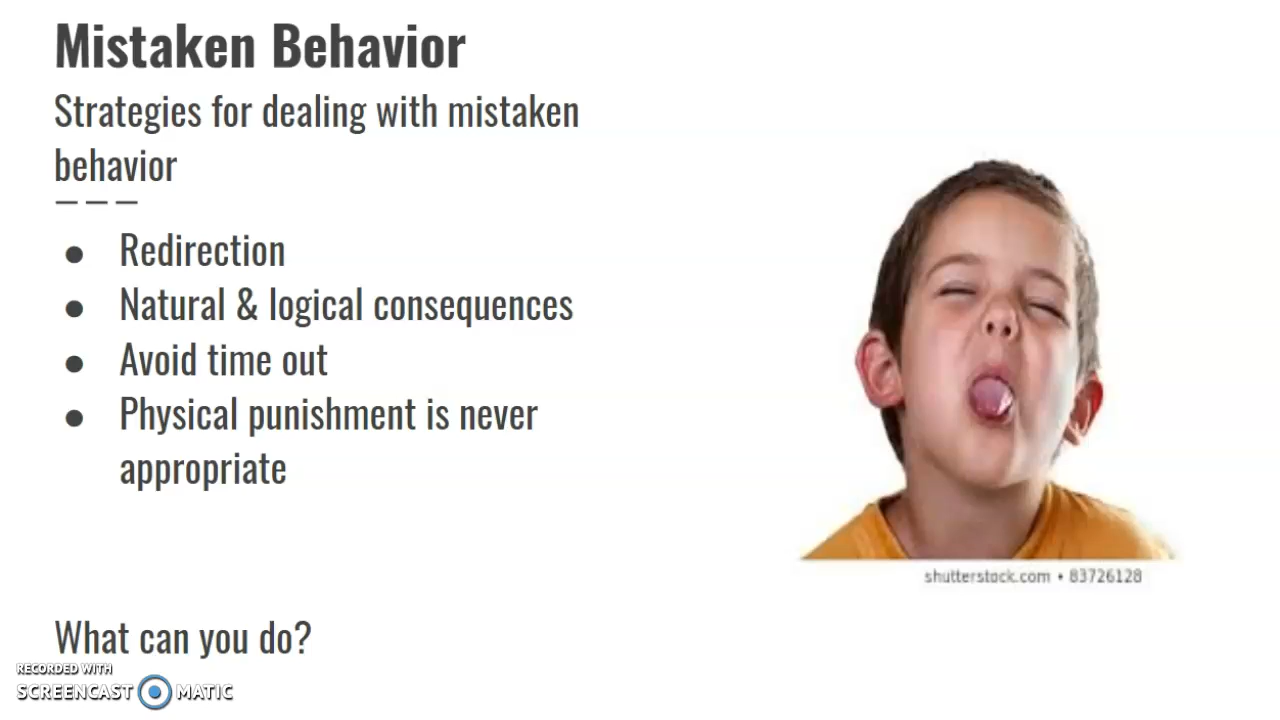 Mistaken Behavior
Strategies for dealing with mistaken
behavior
● Redirection
● Natural & logical consequences
● Avoid time out
● Physical punishment is never
appropriate
shutterstock.com • 83726128
What can you do?
RECORDED WITH
SCREENCAST MATIC